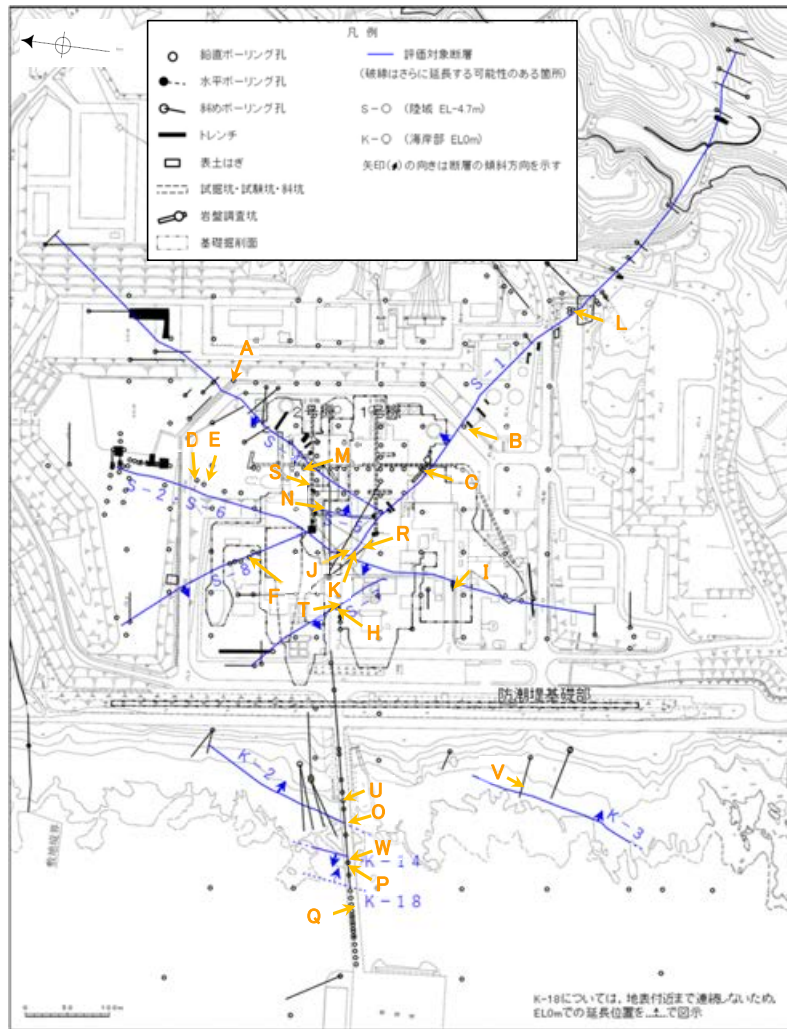 凡例
鉛直ボーリング孔
水平ボーリング孔
斜めボーリング孔
トレンチ
表土はぎ
試掘坑・試験坑・斜坑
岩盤調査坑
基礎掘削面
評価対象断層
(破線はさらに延長する可能性のある箇所)
S-○ (陸域 EL-4.7m)
K-○ (海岸部 EL0m)
矢印( )の向きは断層の傾斜方向を示す
L
A
S-1
2号機
1号機
B
D
E
M
S
G
S-2・S-6
N
S-5
R
J
S-8
F
K
I
T
H
防潮堤基礎部
K-2
V
U
O
K-3
敷地境界
W
K-14
P
K-18
Q
0 50 100m
K-18については、地表付近まで連続しないため、
EL0mでの延長位置を で図示